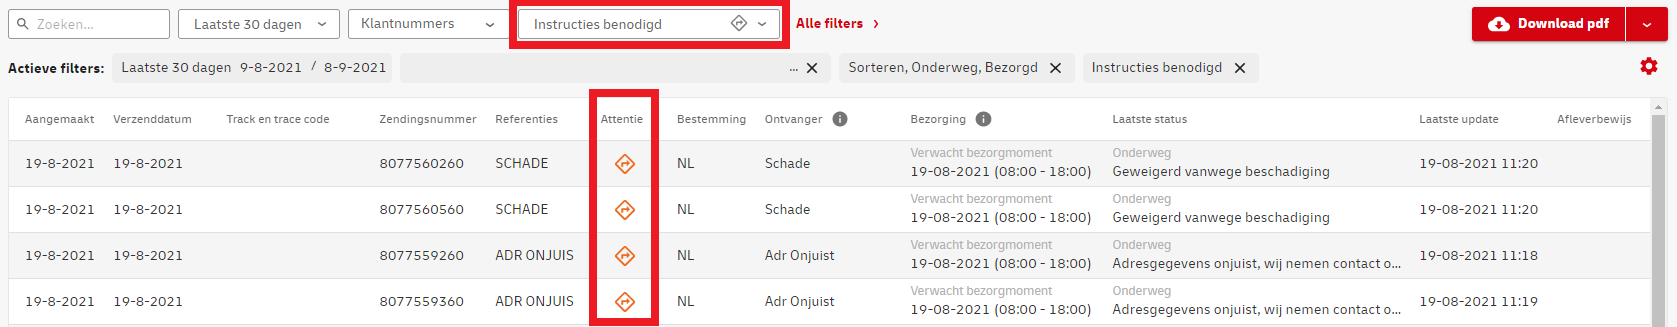 Zoeken... Laatste 30 dagen Klantnummers Instructies benodigd Alle filters Download pdf
Actieve filters: Laatste 30 dagen 9-8-2021 / 8-9-2021 ... Sorteren, Onderweg, Bezorgd Instructies benodigd
Aangemaakt Verzenddatum Track en trace code Zendingsnummer Referenties Attentie Bestemming Ontvanger Bezorging Laatste status Laatste update Afleverbewijs
Verwacht bezorgmoment Onderweg
19-8-2021 19-8-2021 8077560260 SCHADE NL Schade 19-08-2021 (08:00 - 18:00) Geweigerd vanwege beschadiging 19-08-2021 11:20
Verwacht bezorgmoment Onderweg
19-8-2021 19-8-2021 8077560560 SCHADE NL Schade 19-08-2021 (08:00 - 18:00) Geweigerd vanwege beschadiging 19-08-2021 11:20
Verwacht bezorgmoment Onderweg
19-8-2021 19-8-2021 8077559260 ADR ONJUIS NL Adr Onjuist 19-08-2021 (08:00 - 18:00) Adresgegevens onjuist, wij nemen contact o... 19-08-2021 11:18
Verwacht bezorgmoment Onderweg
19-8-2021 19-8-2021 8077559360 ADR ONJUIS NL Adr Onjuist 19-08-2021 (08:00 - 18:00) Adresgegevens onjuist, wij nemen contact o... 19-08-2021 11:19